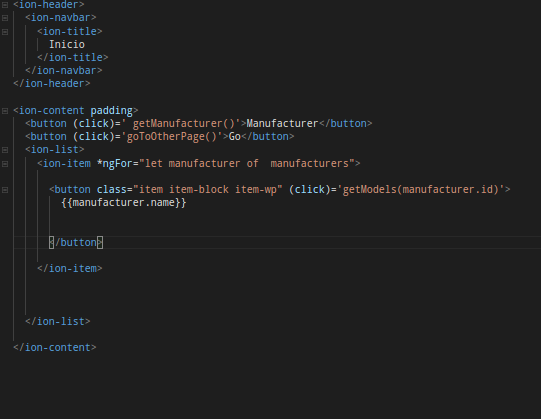 <ion-header>
<ion-navbar>
<ion-title>
Inicio
</ion-title>
</ion-navbar>
</ion-header>
<ion-content padding>
<button (click)=' getManufacturer()'>Manufacturer</button>
<button (click)='goToOtherPage()'>Go</button>
<ion-list>
<ion-item *ngFor="let manufacturer of  manufacturers">
<button class="item item-block item-wp" (click)='getModels(manufacturer.id)'>
{{manufacturer.name}}
</button>
</ion-item>
</ion-list>
</ion-content>